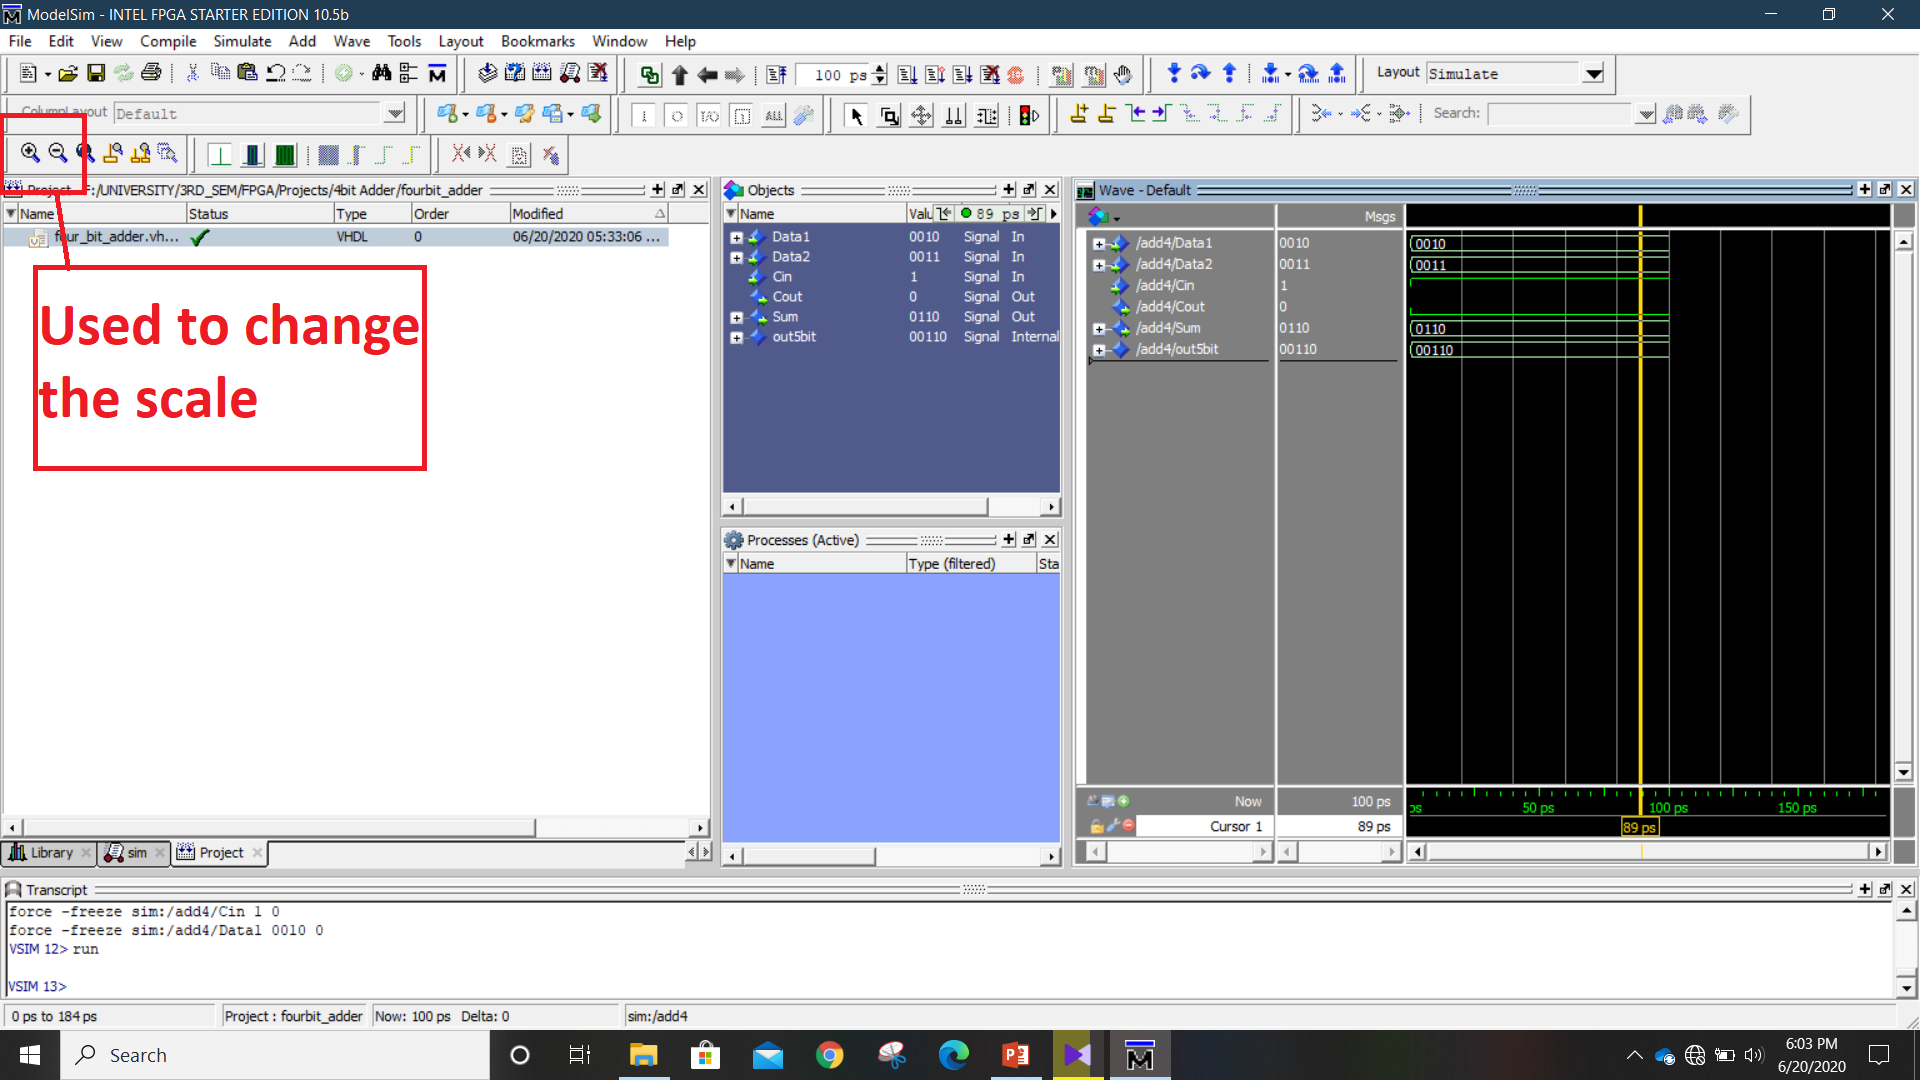 ModelSim - INTEL FPGA STARTER EDITION 10.5b
File Edit View Compile Simulate Add Wave Tools Layout Bookmarks Window Help
100 ps
Layout Simulate
ColumnLayout Default
ALL
Search:
Project - F:/UNIVERSITY/3RD_SEM/FPGA/Projects/4bit Adder/fourbit_adder
Name Status Type Order Modified
four_bit_adder.vh... VHDL 0 06/20/2020 05:33:06 ...
Used to change
the scale
Library sim Project
Objects
Name Valu 89 ps
Data1 0010 Signal In
Data2 0011 Signal In
Cin 1 Signal In
Cout 0 Signal Out
Sum 0110 Signal Out
out5bit 00110 Signal Internal
Processes (Active)
Name Type (filtered) Sta
Wave - Default
Msgs
/add4/Data1 0010 0010
/add4/Data2 0011 0011
/add4/Cin 1
/add4/Cout 0
/add4/Sum 0110 0110
/add4/out5bit 00110 00110
Now 100 ps ps 50 ps 100 ps 150 ps
Cursor 1 89 ps 89 ps
Transcript
force -freeze sim:/add4/Cin 1 0
force -freeze sim:/add4/Data1 0010 0
VSIM 12> run
VSIM 13>
0 ps to 184 ps Project : fourbit_adder Now: 100 ps Delta: 0 sim:/add4
Search
6:03 PM
6/20/2020